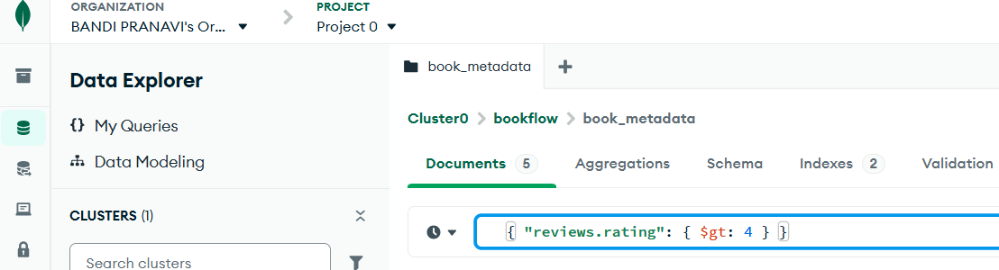 ORGANIZATION
BANDI PRANAVI's Or...
PROJECT
Project 0
Data Explorer
{} My Queries
Data Modeling
CLUSTERS (1)
Search clusters
book_metadata
Cluster0 > bookflow > book_metadata
Documents 5 Aggregations Schema Indexes 2 Validation
{ "reviews.rating": { $gt: 4 } }